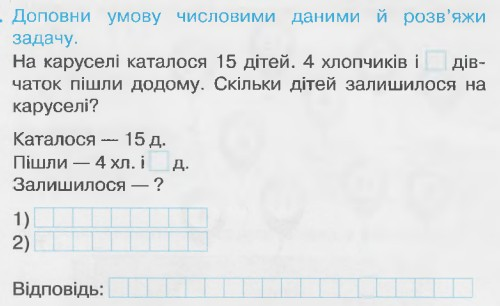 Доповни умову числовими даними й розв'яжи
задачу.
На каруселі каталося 15 дітей. 4 хлопчиків і □ дів-
чаток пішли додому. Скільки дітей залишилося на
каруселі?
Каталося — 15 д.
Пішли — 4 хл. і □ д.
Залишилося — ?
1)
2)
Відповідь: